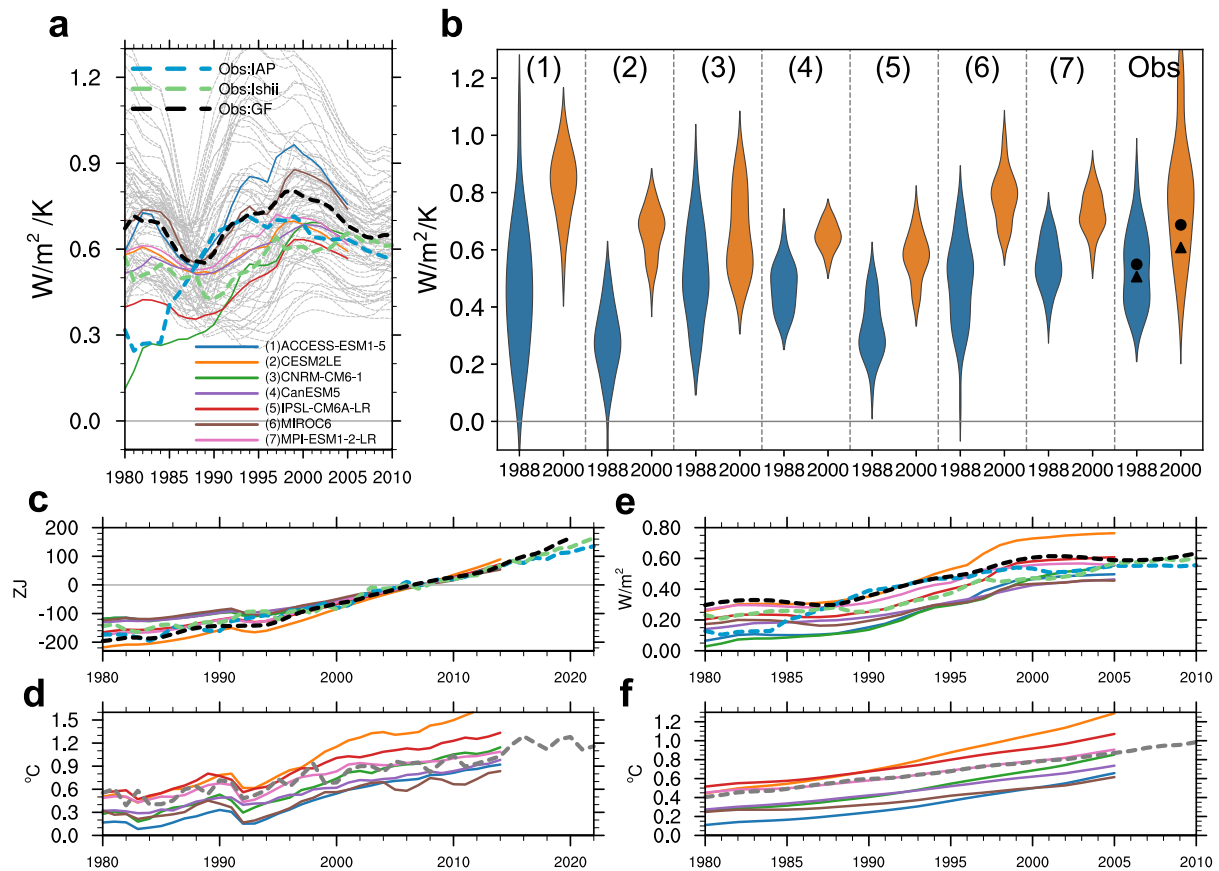 a
W/m² /K
1.2
0.9
0.6
0.3
0.0
Obs:IAP
Obs:Ishii
Obs:GF
(1)ACCESS-ESM1-5
(2)CESM2LE
(3)CNRM-CM6-1
(4)CanESM5
(5)IPSL-CM6A-LR
(6)MIROC6
(7)MPI-ESM1-2-LR
1980 1985 1990 1995 2000 2005 2010
b
W/m² /K
1.2
1.0
0.8
0.6
0.4
0.2
0.0
(1) (2) (3) (4) (5) (6) (7) Obs
1988 2000 1988 2000 1988 2000 1988 2000 1988 2000 1988 2000 1988 2000 1988 2000
c
ZJ
200
100
0
-100
-200
1980 1990 2000 2010 2020
e
W/m²
0.80
0.60
0.40
0.20
0.00
1980 1985 1990 1995 2000 2005 2010
d
°C
1.5
1.2
0.9
0.6
0.3
0.0
1980 1990 2000 2010 2020
f
°C
1.2
1.0
0.8
0.6
0.4
0.2
0.0
1980 1985 1990 1995 2000 2005 2010